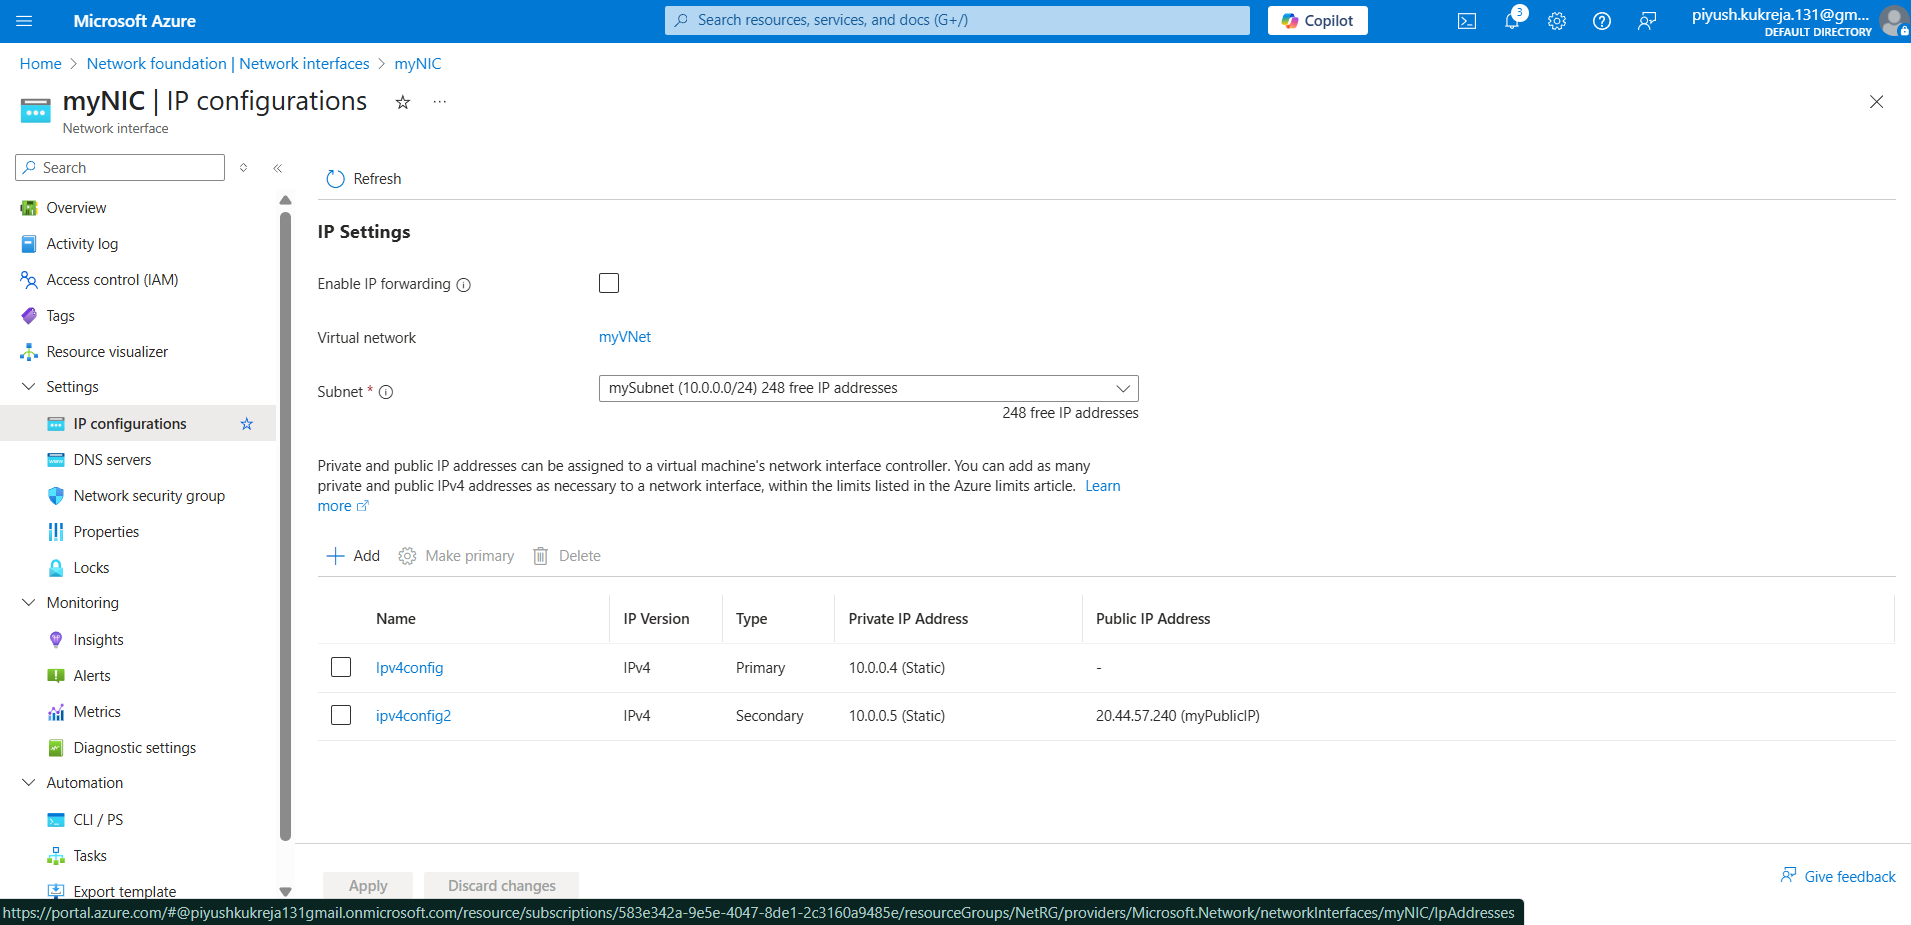 Microsoft Azure
Search resources, services, and docs (G+/)
Copilot
3
piyush.kukreja.131@gm...
DEFAULT DIRECTORY
Home > Network foundation | Network interfaces > myNIC
myNIC | IP configurations
Network interface
Search
Overview
Activity log
Access control (IAM)
Tags
Resource visualizer
Settings
IP configurations
DNS servers
Network security group
Properties
Locks
Monitoring
Insights
Alerts
Metrics
Diagnostic settings
Automation
CLI / PS
Tasks
Export template
Refresh
IP Settings
Enable IP forwarding
Virtual network
myVNet
Subnet *
mySubnet (10.0.0.0/24) 248 free IP addresses
248 free IP addresses
Private and public IP addresses can be assigned to a virtual machine's network interface controller. You can add as many
private and public IPv4 addresses as necessary to a network interface, within the limits listed in the Azure limits article. Learn
more
Add Make primary Delete
Name IP Version Type Private IP Address Public IP Address
Ipv4config IPv4 Primary 10.0.0.4 (Static) -
ipv4config2 IPv4 Secondary 10.0.0.5 (Static) 20.44.57.240 (myPublicIP)
Apply Discard changes
Give feedback
https://portal.azure.com/#@piyushkukreja131gmail.onmicrosoft.com/resource/subscriptions/583e342a-9e5e-4047-8de1-2c3160a9485e/resourceGroups/NetRG/providers/Microsoft.Network/networkInterfaces/myNIC/IpAddresses